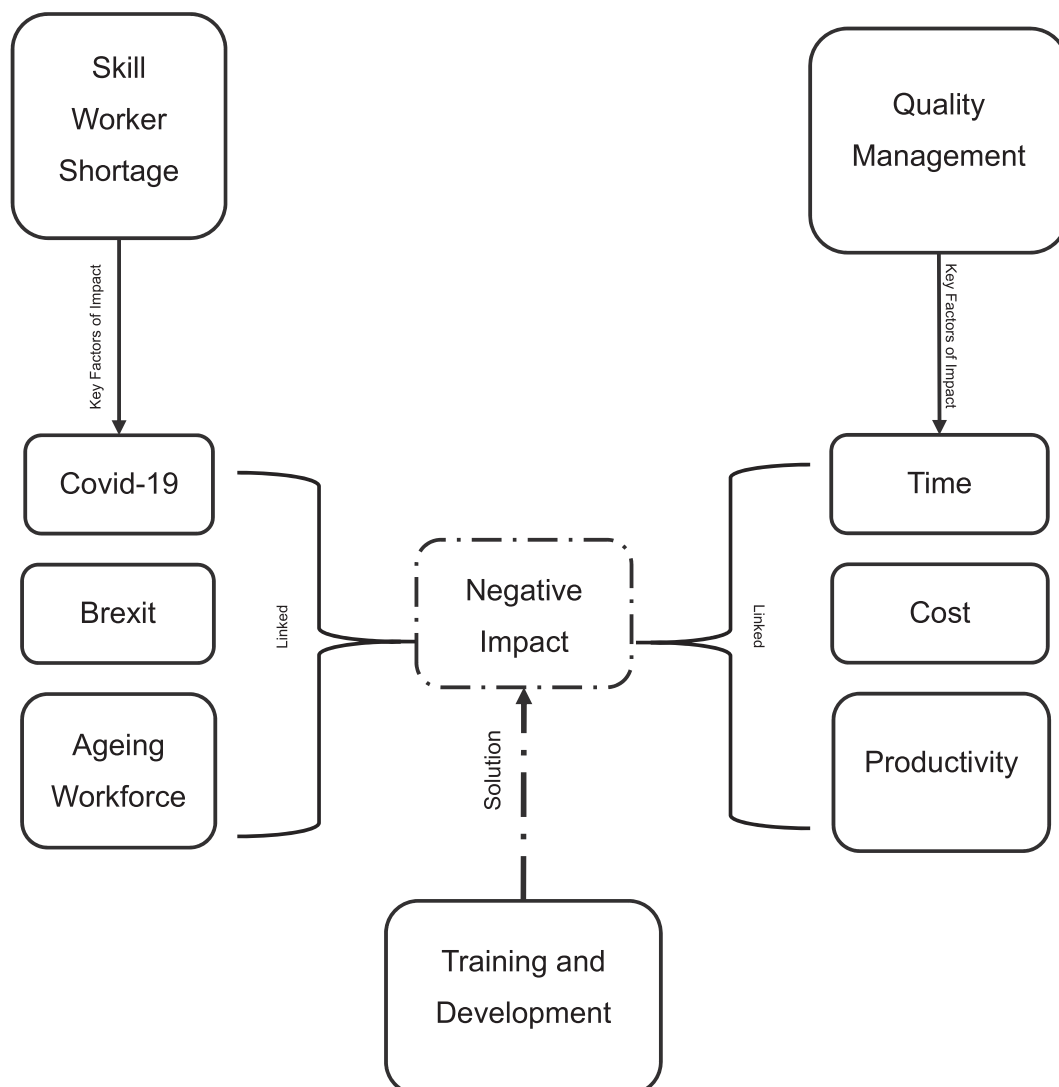 Skill
Worker
Shortage
Quality
Management
Key Factors of Impact
Key Factors of Impact
Covid-19
Time
Brexit
Linked
Negative
Impact
Linked
Cost
Ageing
Workforce
Productivity
Solution
Training and
Development